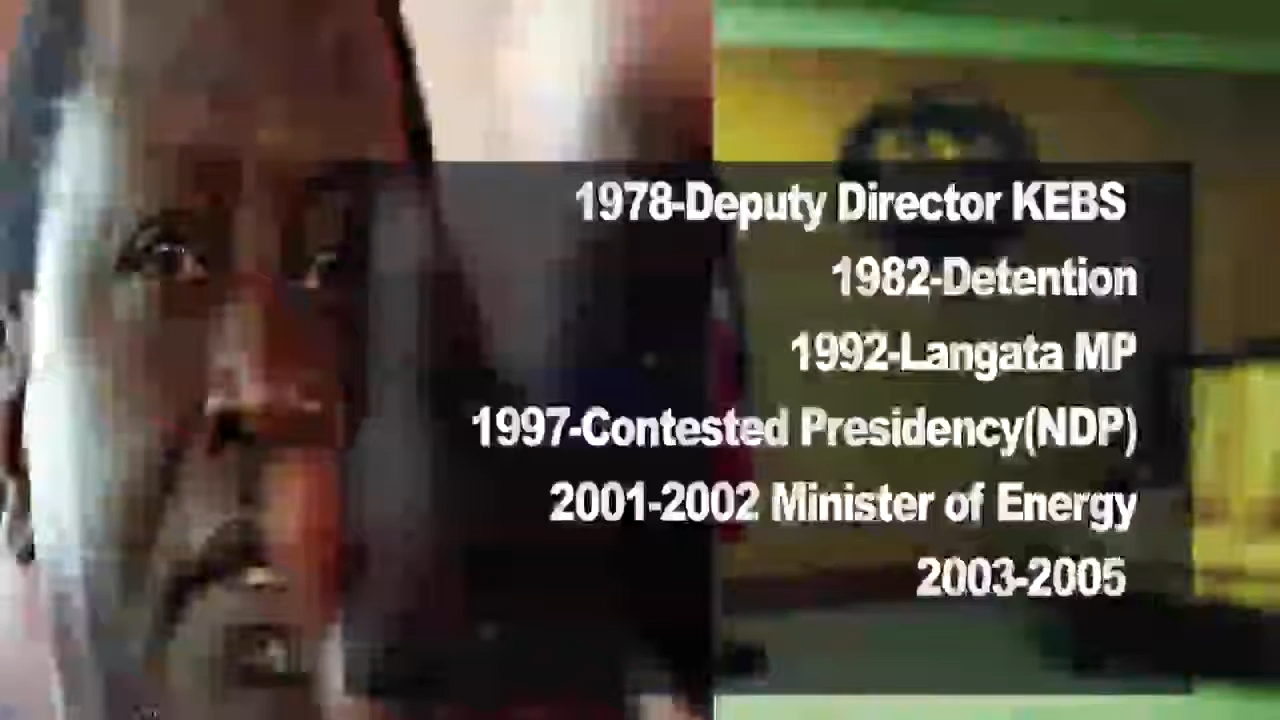 1978-Deputy Director KEBS
1982-Detention
1992-Langata MP
1997-Contested Presidency(NDP)
2001-2002 Minister of Energy
2003-2005